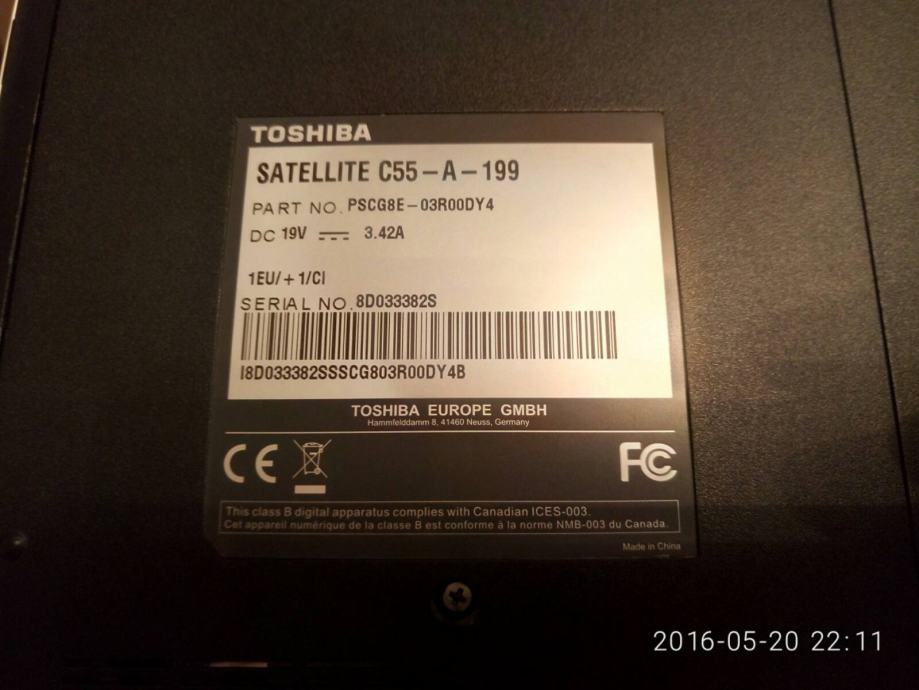 TOSHIBA
SATELLITE C55-A-199
PART NO. PSCG8E-03R00DY4
DC 19V 3.42A
1EU/+1/CI
SERIAL NO. 8D033382S
I8D033382SSSCG803R00DY4B
TOSHIBA EUROPE GMBH
Hammfelddamm 8, 41460 Neuss, Germany
CE FC
This class B digital apparatus complies with Canadian ICES-003.
Cet appareil numérique de la classe B est conforme à la norme NMB-003 du Canada.
Made in China
2016-05-20 22:11